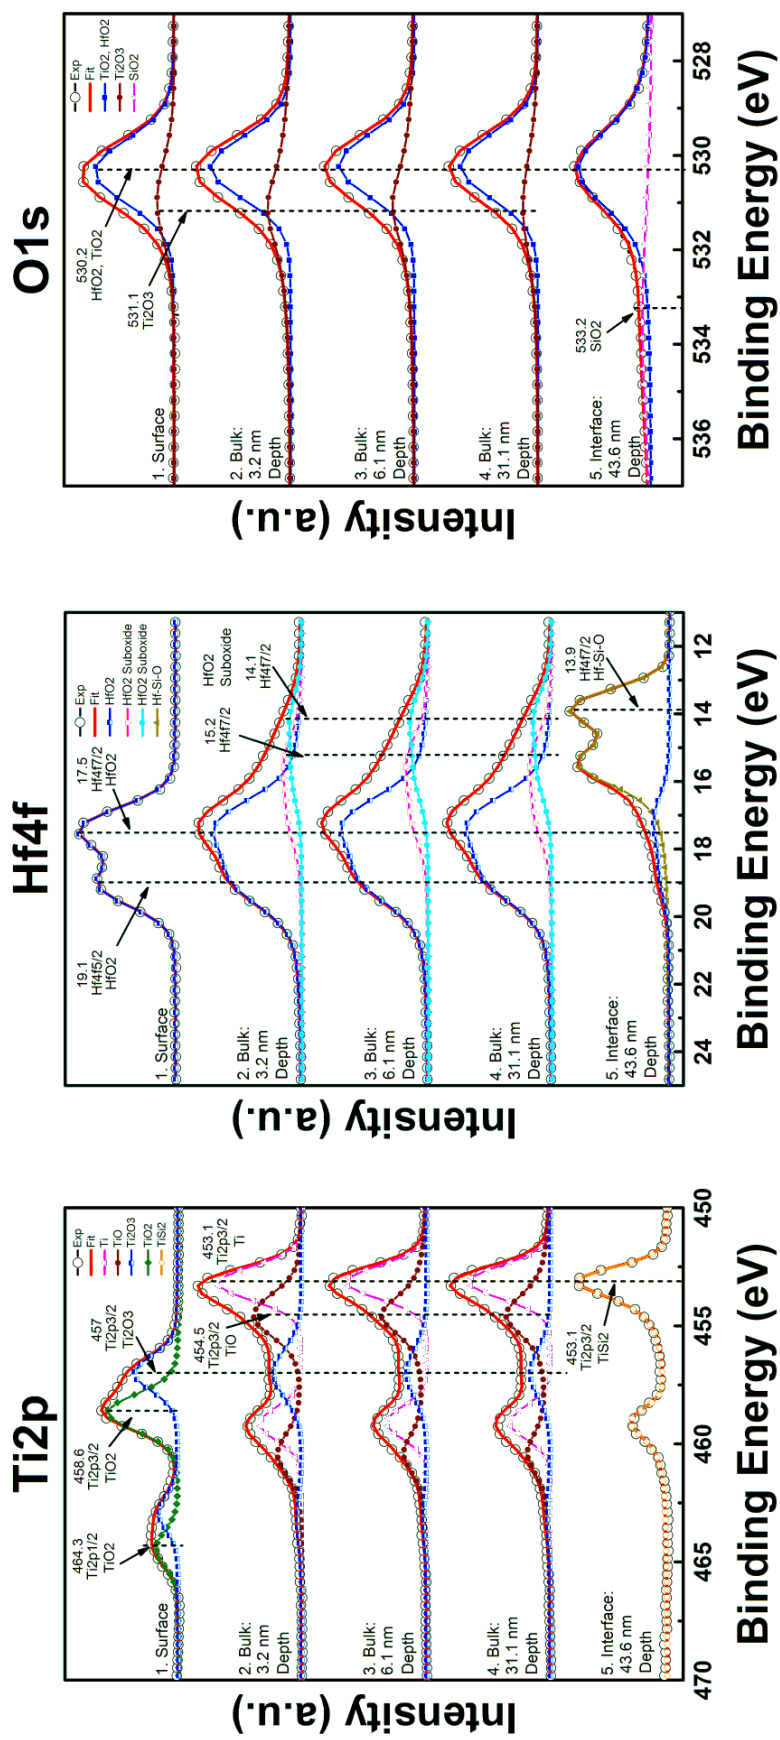 Ti2p
Exp
Fit
Ti
TiO
Ti2O3
TiO2
TiSi2
464.3
Ti2p1/2
TiO2
458.6
Ti2p3/2
TiO2
457
Ti2p3/2
Ti2O3
454.5
Ti2p3/2
TiO
453.1
Ti2p3/2
Ti
453.1
Ti2p3/2
TiSi2
1. Surface
2. Bulk:
3.2 nm
Depth
3. Bulk:
6.1 nm
Depth
4. Bulk:
31.1 nm
Depth
5. Interface:
43.6 nm
Depth
470 465 460 455 450
Binding Energy (eV)
Intensity (a.u.)
Hf4f
Exp
Fit
HfO2
HfO2 Suboxide
HfO2 Suboxide
Hf-Si-O
19.1
Hf4f5/2
HfO2
17.5
Hf4f7/2
HfO2
HfO2
Suboxide
15.2
Hf4f7/2
14.1
Hf4f7/2
13.9
Hf4f7/2
Hf-Si-O
1. Surface
2. Bulk:
3.2 nm
Depth
3. Bulk:
6.1 nm
Depth
4. Bulk:
31.1 nm
Depth
5. Interface:
43.6 nm
Depth
24 22 20 18 16 14 12
Binding Energy (eV)
Intensity (a.u.)
O1s
Exp
Fit
TiO2, HfO2
Ti2O3
SiO2
530.2
HfO2, TiO2
531.1
Ti2O3
533.2
SiO2
1. Surface
2. Bulk:
3.2 nm
Depth
3. Bulk:
6.1 nm
Depth
4. Bulk:
31.1 nm
Depth
5. Interface:
43.6 nm
Depth
536 534 532 530 528
Binding Energy (eV)
Intensity (a.u.)